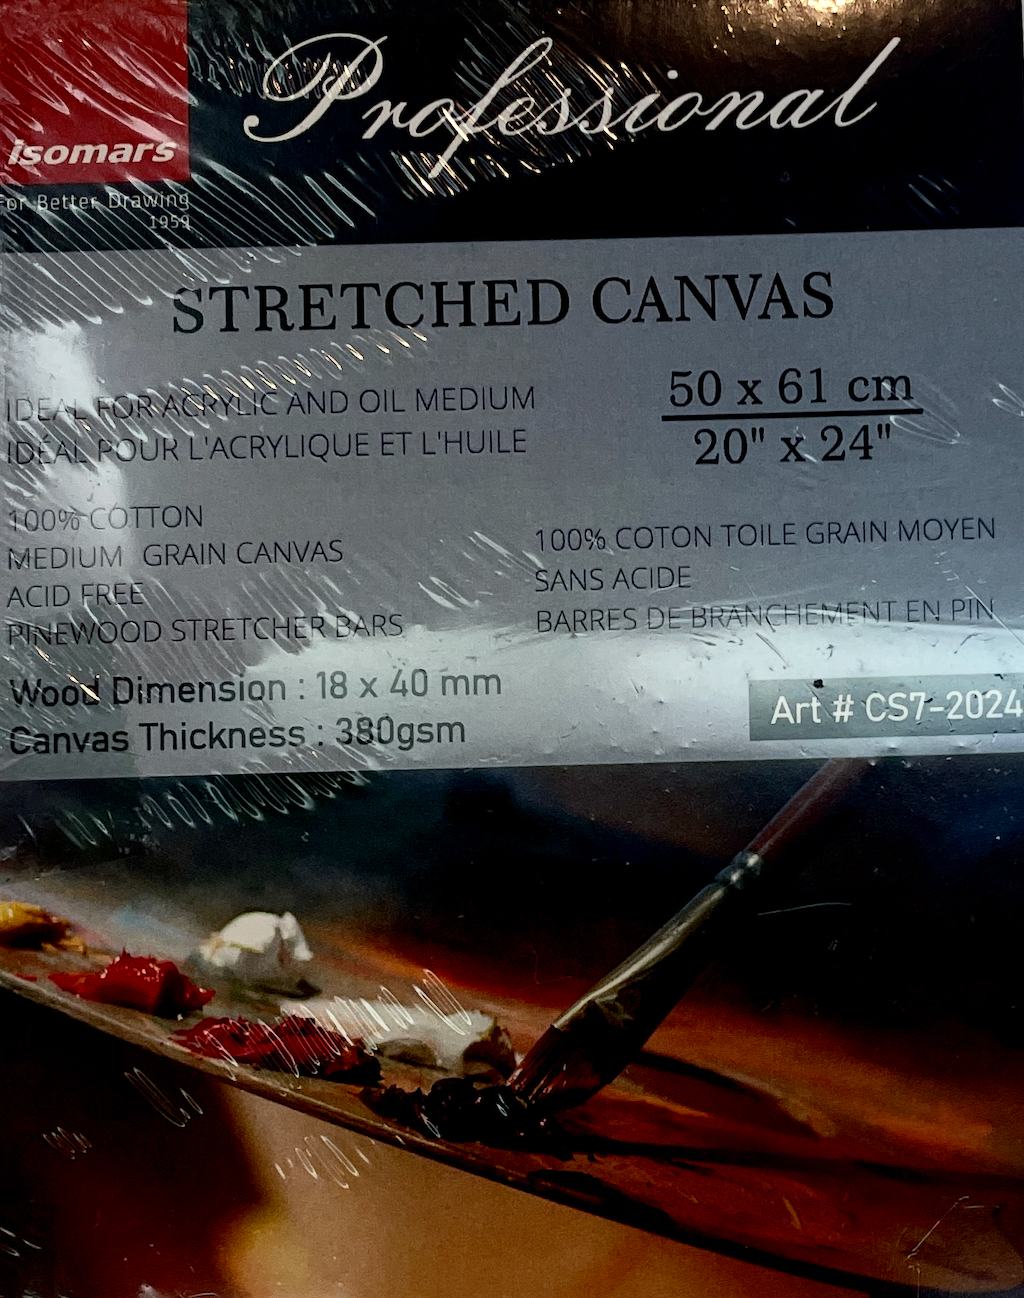 Professional
isomars
For Better Drawing
1959
STRETCHED CANVAS
IDEAL FOR ACRYLIC AND OIL MEDIUM
IDÉAL POUR L'ACRYLIQUE ET L'HUILE
50 x 61 cm
20" x 24"
100% COTTON
MEDIUM GRAIN CANVAS
ACID FREE
PINEWOOD STRETCHER BARS
100% COTON TOILE GRAIN MOYEN
SANS ACIDE
BARRES DE BRANCHEMENT EN PIN
Wood Dimension : 18 x 40 mm
Canvas Thickness : 380gsm
Art # CS7-2024